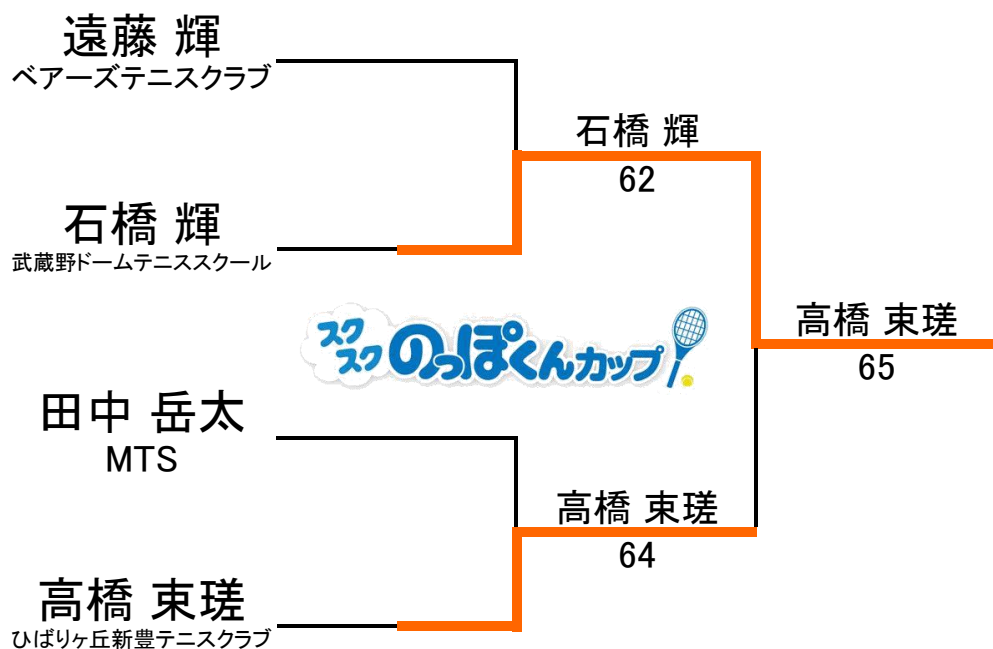 遠藤 輝
ベアーズテニスクラブ
石橋 輝
62
石橋 輝
武蔵野ドームテニススクール
スク
スク のっぽくんカップ
高橋 束瑳
65
田中 岳太
MTS
高橋 束瑳
64
高橋 束瑳
ひばりヶ丘新豊テニスクラブ